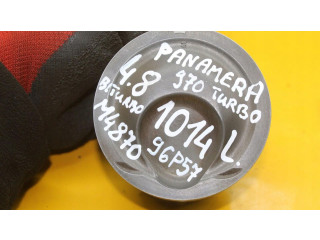 PANAMERA
4.8 970 TURBO
BITURBO
1014 L.
M4870 96P57